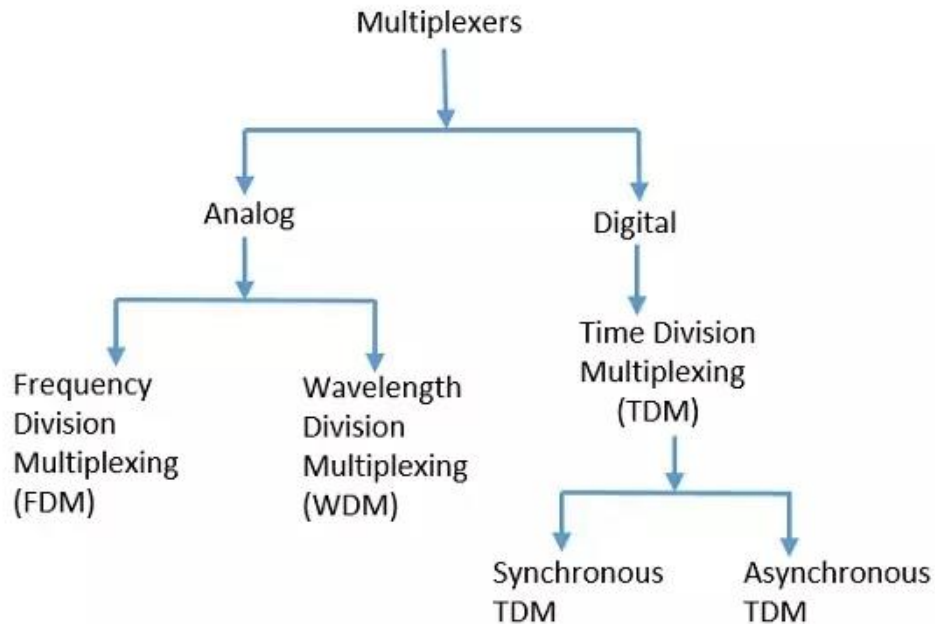 Multiplexers
Analog
Digital
Frequency
Division
Multiplexing
(FDM)
Wavelength
Division
Multiplexing
(WDM)
Time Division
Multiplexing
(TDM)
Synchronous
TDM
Asynchronous
TDM